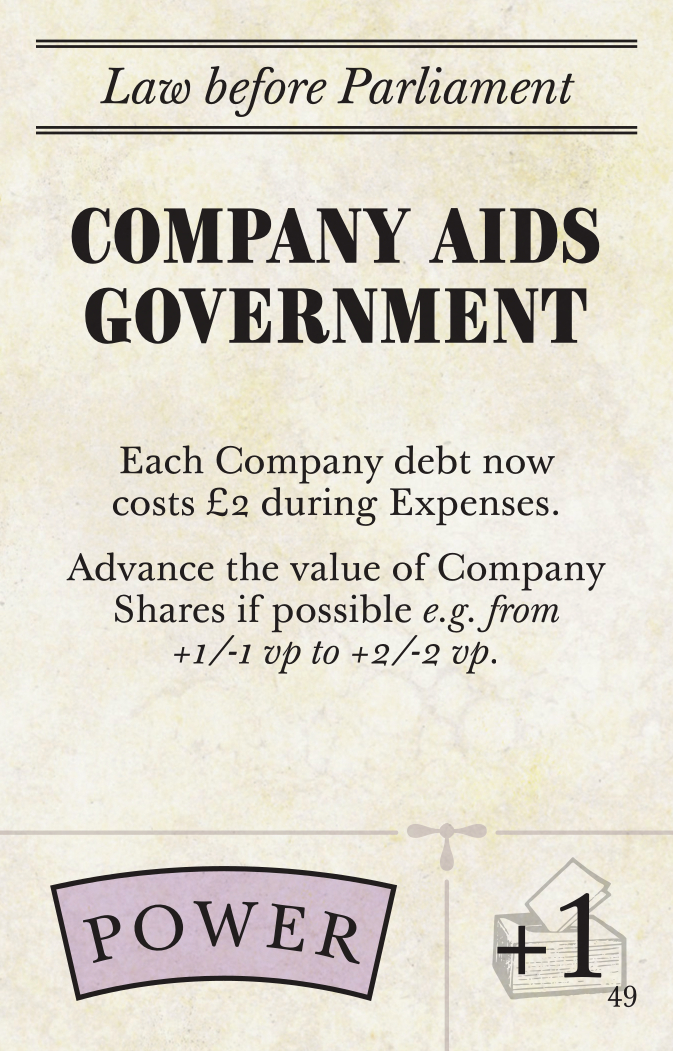 Law before Parliament
COMPANY AIDS
GOVERNMENT
Each Company debt now
costs £2 during Expenses.
Advance the value of Company
Shares if possible e.g. from
+1/-1 vp to +2/-2 vp.
POWER
+1
49